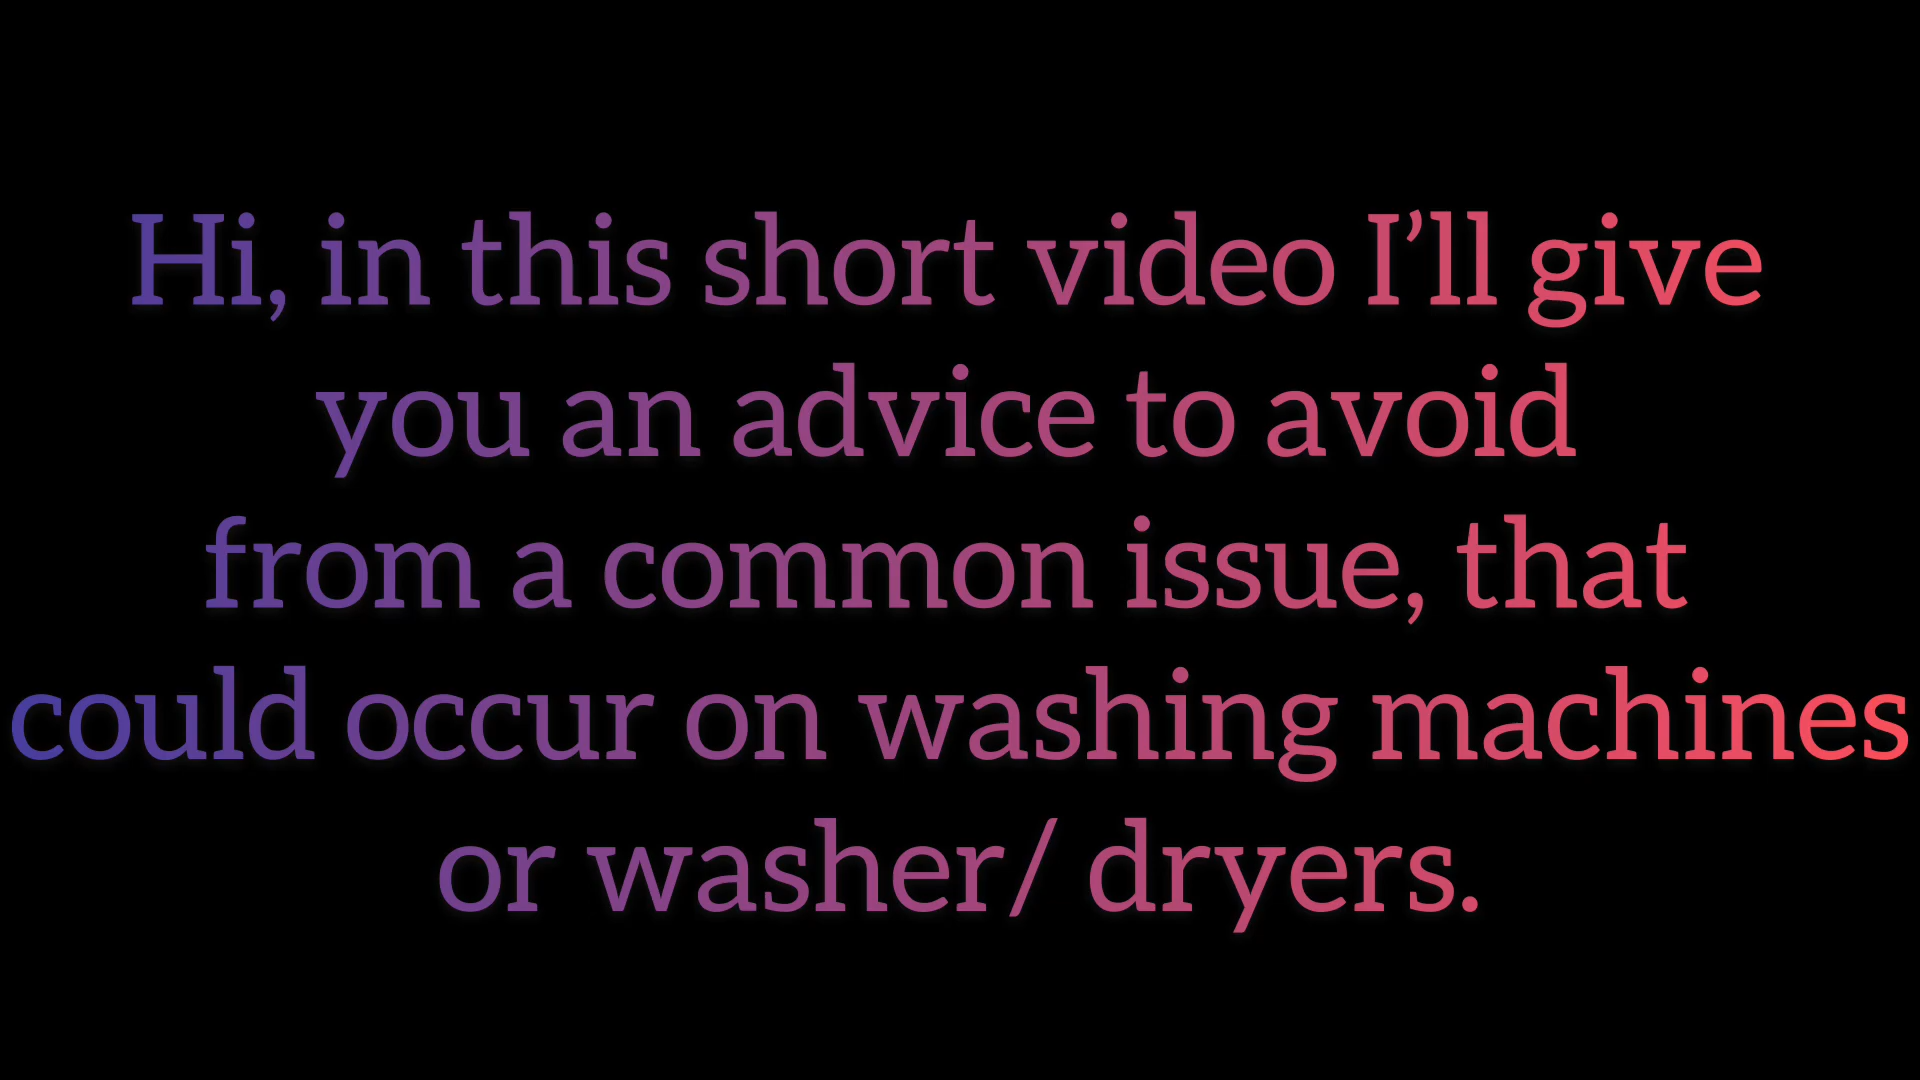 Hi, in this short video I’ll give
you an advice to avoid
from a common issue, that
could occur on washing machines
or washer/ dryers.